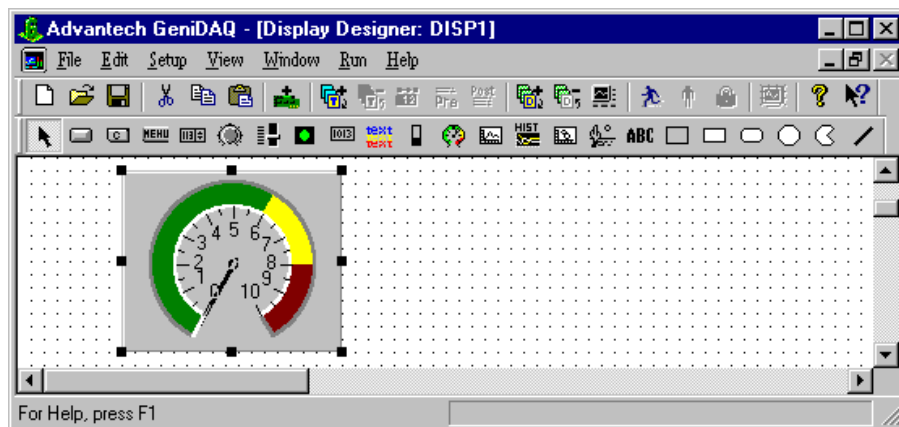 Advantech GeniDAQ - [Display Designer: DISP1]
File Edit Setup View Window Run Help
Pre Post
C MENU text text HIST ABC
4 5 6
3 7
2 8
1 9
0 10
For Help, press F1